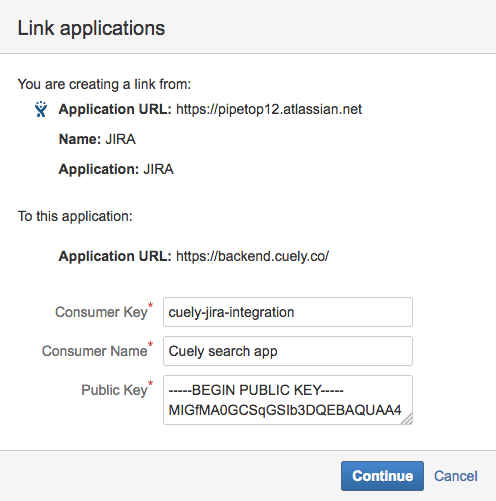 Link applications
You are creating a link from:
Application URL: https://pipetop12.atlassian.net
Name: JIRA
Application: JIRA
To this application:
Application URL: https://backend.cuely.co/
Consumer Key* cuely-jira-integration
Consumer Name* Cuely search app
Public Key* -----BEGIN PUBLIC KEY-----
MIGfMA0GCSqGSIb3DQEBAQUAA4
Continue Cancel